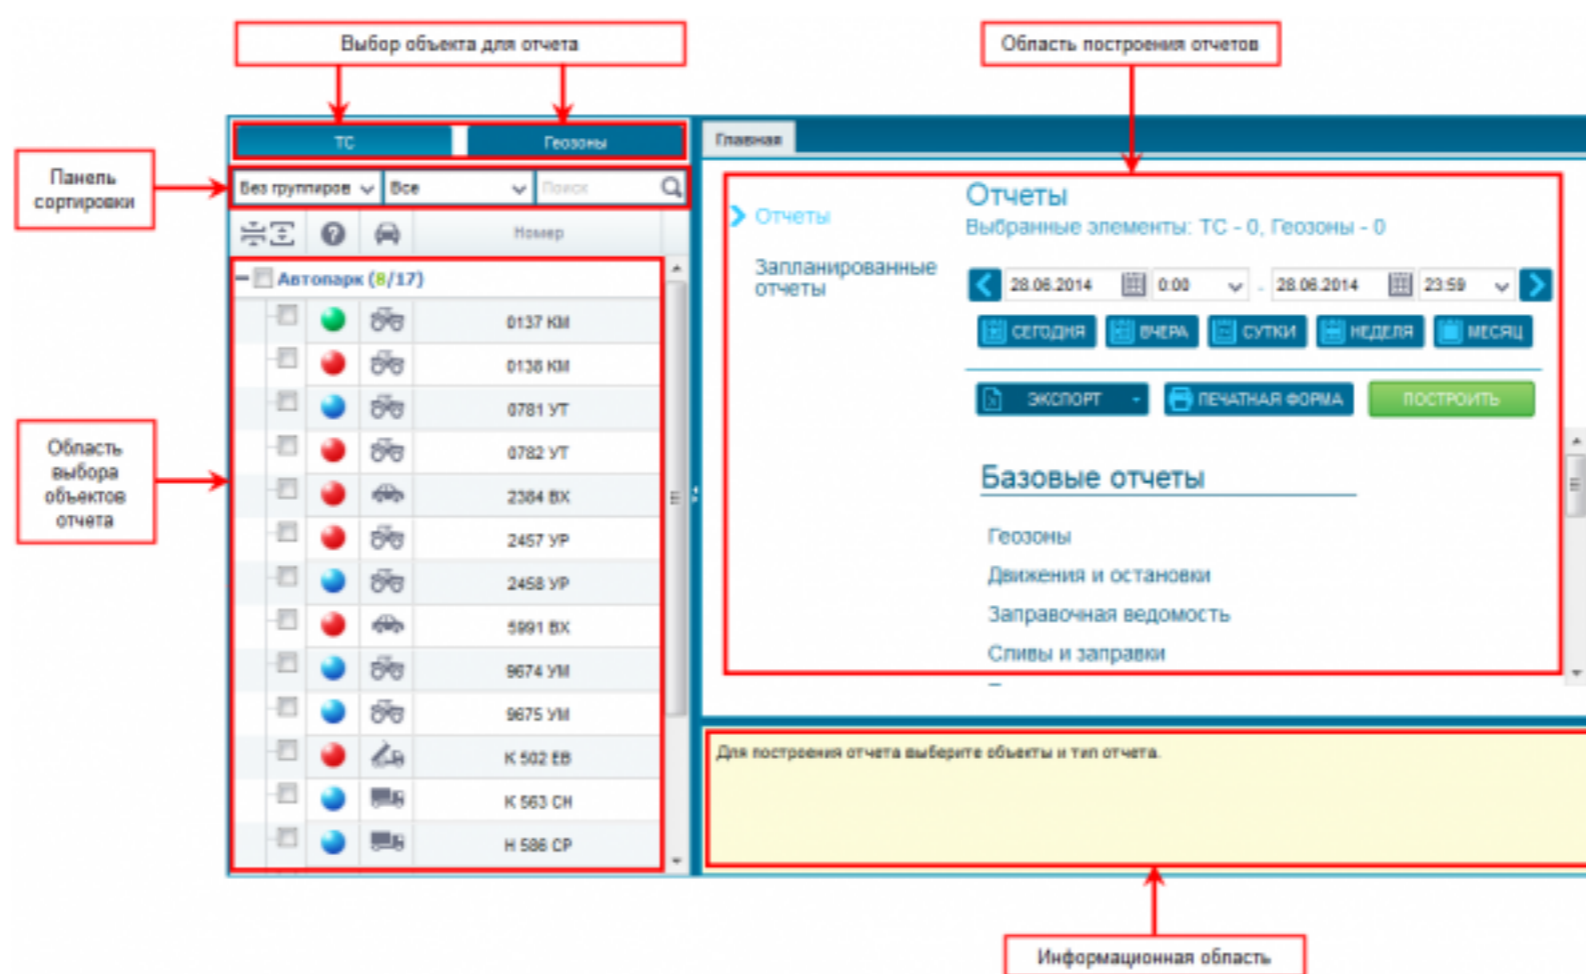 Выбор объекта для отчета
Область построения отчетов
ТС
Геозоны
Главная
Панель
сортировки
Без группиров
Все
Поиск
Номер
Отчеты
Запланированные
отчеты
Отчеты
Выбранные элементы: ТС - 0, Геозоны - 0
28.06.2014 0:00 - 28.06.2014 23:59
СЕГОДНЯ ВЧЕРА СУТКИ НЕДЕЛЯ МЕСЯЦ
ЭКСПОРТ ПЕЧАТНАЯ ФОРМА ПОСТРОИТЬ
Автопарк (8/17)
0137 КМ
0138 КМ
0781 УТ
0782 УТ
2384 ВХ
2457 УР
2458 УР
5991 ВХ
9674 УМ
9675 УМ
К 502 ЕВ
К 563 СН
Н 586 СР
Область
выбора
объектов
отчета
Базовые отчеты
Геозоны
Движения и остановки
Заправочная ведомость
Сливы и заправки
Для построения отчета выберите объекты и тип отчета.
Информационная область